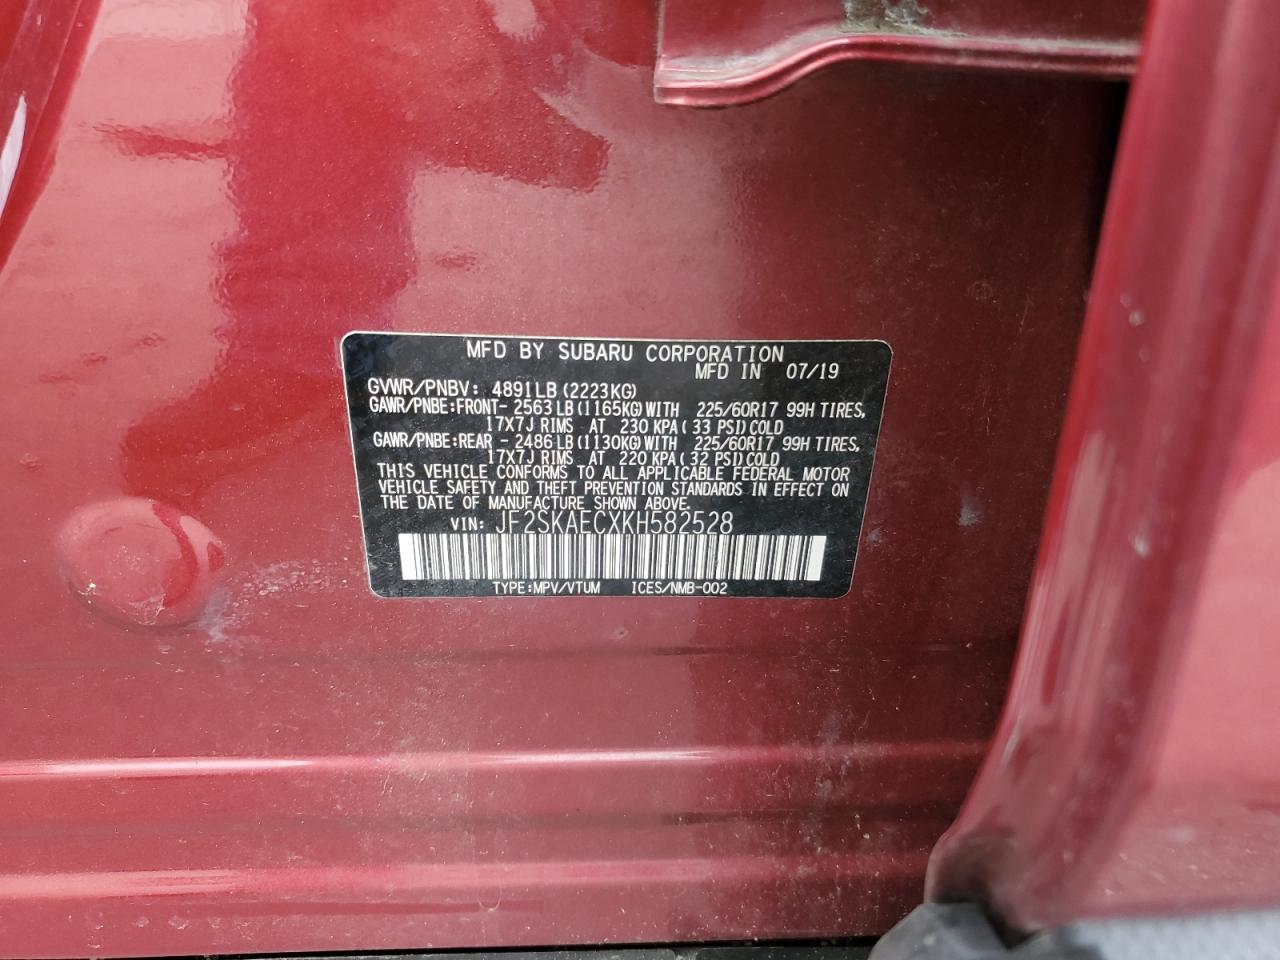 MFD BY SUBARU CORPORATION
MFD IN 07/19
GVWR/PNBV: 4891LB (2223KG)
GAWR/PNBE:FRONT- 2563LB (1165KG) WITH 225/60R17 99H TIRES,
17X7J RIMS AT 230 KPA ( 33 PSI) COLD
GAWR/PNBE:REAR - 2486LB (1130KG) WITH 225/60R17 99H TIRES,
17X7J RIMS AT 220 KPA ( 32 PSI) COLD
THIS VEHICLE CONFORMS TO ALL APPLICABLE FEDERAL MOTOR
VEHICLE SAFETY AND THEFT PREVENTION STANDARDS IN EFFECT ON
THE DATE OF MANUFACTURE SHOWN ABOVE.
VIN: JF2SKAECXKH582528
TYPE:MPV/VTUM ICES/NMB-002